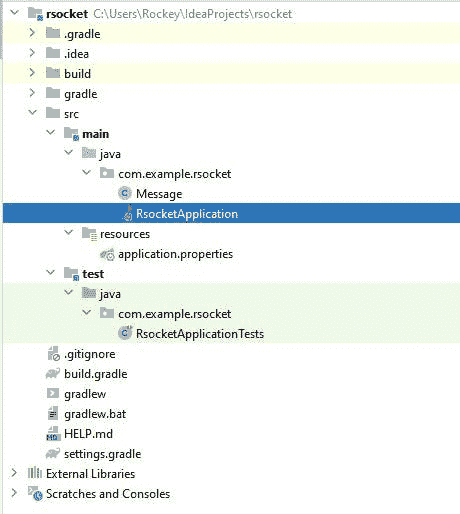 rsocket C:\Users\Rockey\IdeaProjects\rsocket
.gradle
.idea
build
gradle
src
main
java
com.example.rsocket
Message
RsocketApplication
resources
application.properties
test
java
com.example.rsocket
RsocketApplicationTests
.gitignore
build.gradle
gradlew
gradlew.bat
HELP.md
settings.gradle
External Libraries
Scratches and Consoles